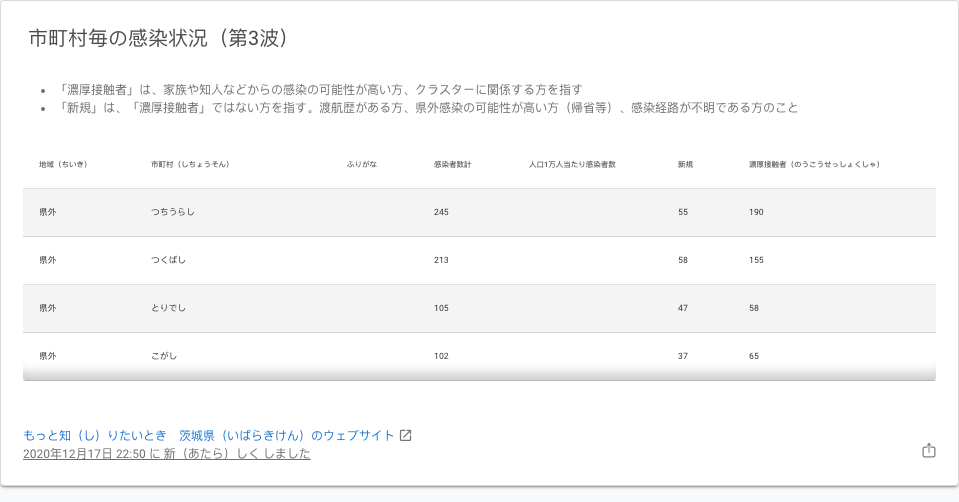 市町村毎の感染状況（第3波）
「濃厚接触者」は、家族や知人などからの感染の可能性が高い方、クラスターに関係する方を指す
「新規」は、「濃厚接触者」ではない方を指す。渡航歴がある方、県外感染の可能性が高い方（帰省等）、感染経路が不明である方のこと
地域（ちいき） 市町村（しちょうそん） ふりがな 感染者数計 人口1万人当たり感染者数 新規 濃厚接触者（のうこうせっしょくしゃ）
県外 つちうらし 245 55 190
県外 つくばし 213 58 155
県外 とりでし 105 47 58
県外 こがし 102 37 65
もっと知（し）りたいとき　茨城県（いばらきけん）のウェブサイト
2020年12月17日 22:50 に 新（あたら）しく しました